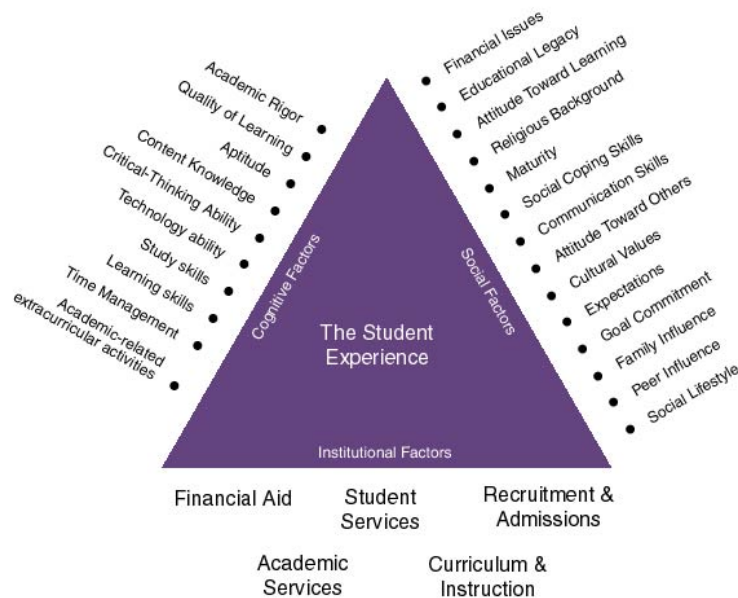 Academic Rigor
Quality of Learning
Aptitude
Content Knowledge
Critical-Thinking Ability
Technology ability
Study skills
Learning skills
Time Management
Academic-related
extracurricular activities
Cognitive Factors
Financial Issues
Educational Legacy
Attitude Toward Learning
Religious Background
Maturity
Social Coping Skills
Communication Skills
Attitude Toward Others
Cultural Values
Expectations
Goal Commitment
Family Influence
Peer Influence
Social Lifestyle
Social Factors
The Student
Experience
Institutional Factors
Financial Aid
Student
Services
Recruitment &
Admissions
Academic
Services
Curriculum &
Instruction